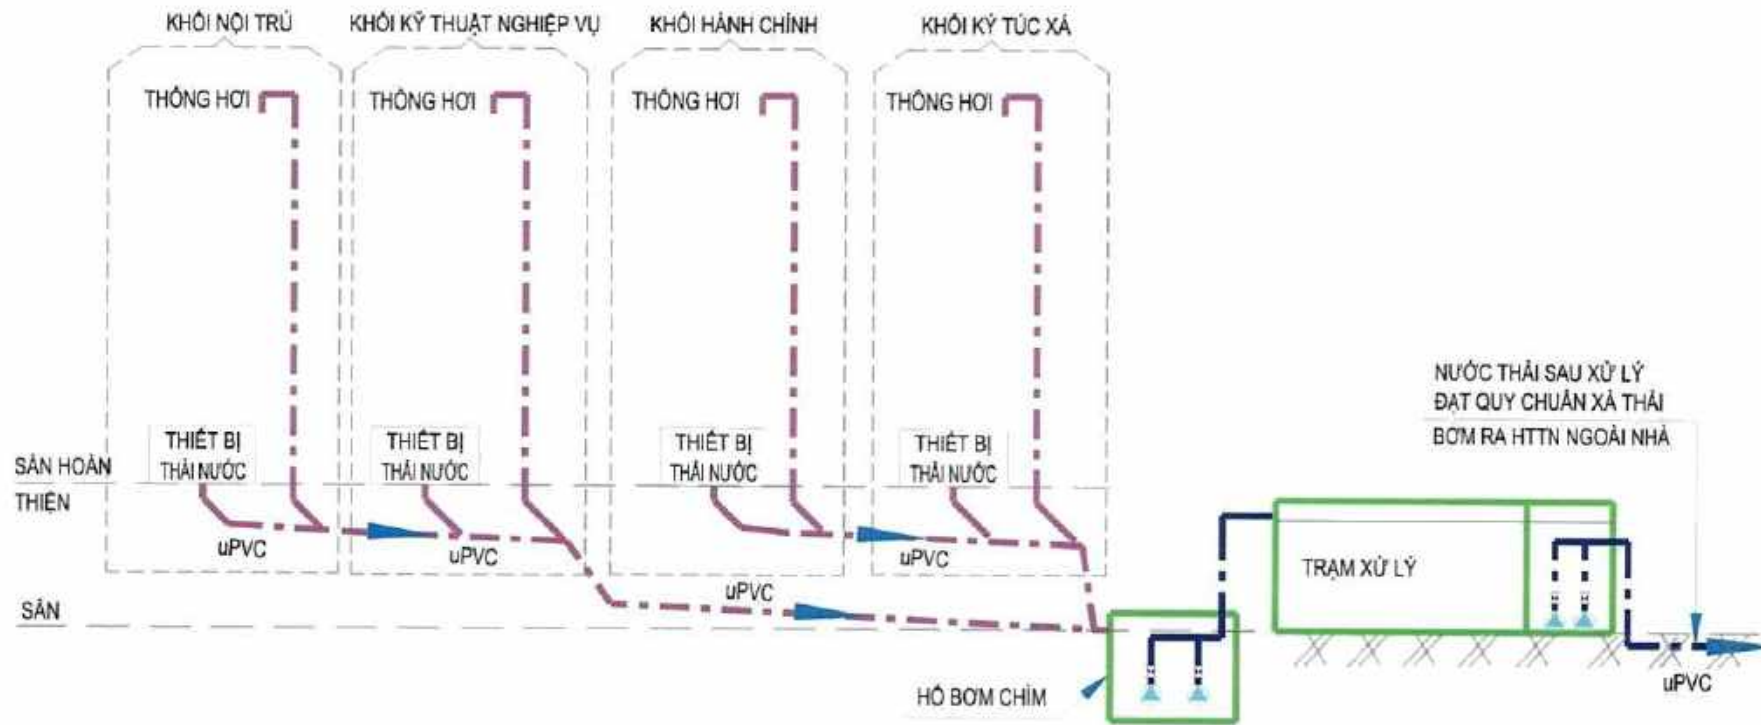 KHỐI NỘI TRÚ
KHỐI KỸ THUẬT NGHIỆP VỤ
KHỐI HÀNH CHÍNH
KHỐI KÝ TÚC XÁ
THÔNG HƠI
THÔNG HƠI
THÔNG HƠI
THÔNG HƠI
NƯỚC THẢI SAU XỬ LÝ
ĐẠT QUY CHUẨN XẢ THẢI
BƠM RA HTTN NGOÀI NHÀ
THIẾT BỊ
THẢI NƯỚC
THIẾT BỊ
THẢI NƯỚC
THIẾT BỊ
THẢI NƯỚC
THIẾT BỊ
THẢI NƯỚC
SÀN HOÀN
THIỆN
uPVC
uPVC
uPVC
uPVC
TRẠM XỬ LÝ
SÂN
HỐ BƠM CHÌM
uPVC